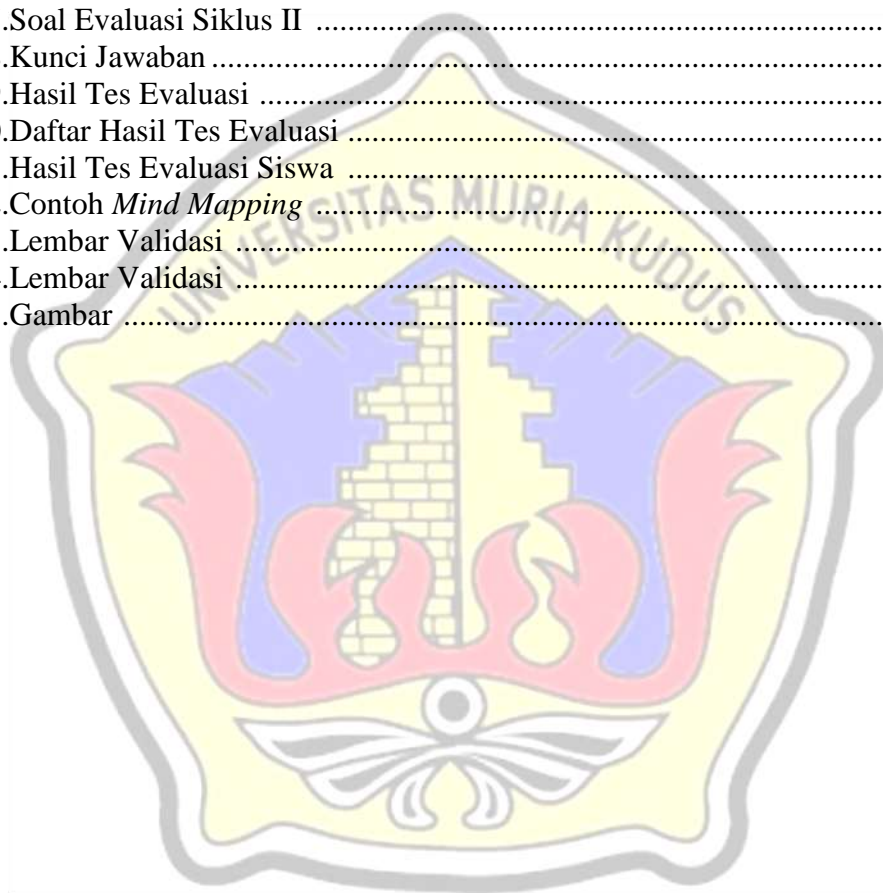 .Soal Evaluasi Siklus II ........................................................................
.Kunci Jawaban ........................................................................................
.Hasil Tes Evaluasi .................................................................................
.Daftar Hasil Tes Evaluasi ......................................................................
.Hasil Tes Evaluasi Siswa .....................................................................
.Contoh Mind Mapping .........................................................................
.Lembar Validasi ....................................................................................
.Lembar Validasi ....................................................................................
.Gambar ..................................................................................................
UNIVERSITAS MURIA KUDUS